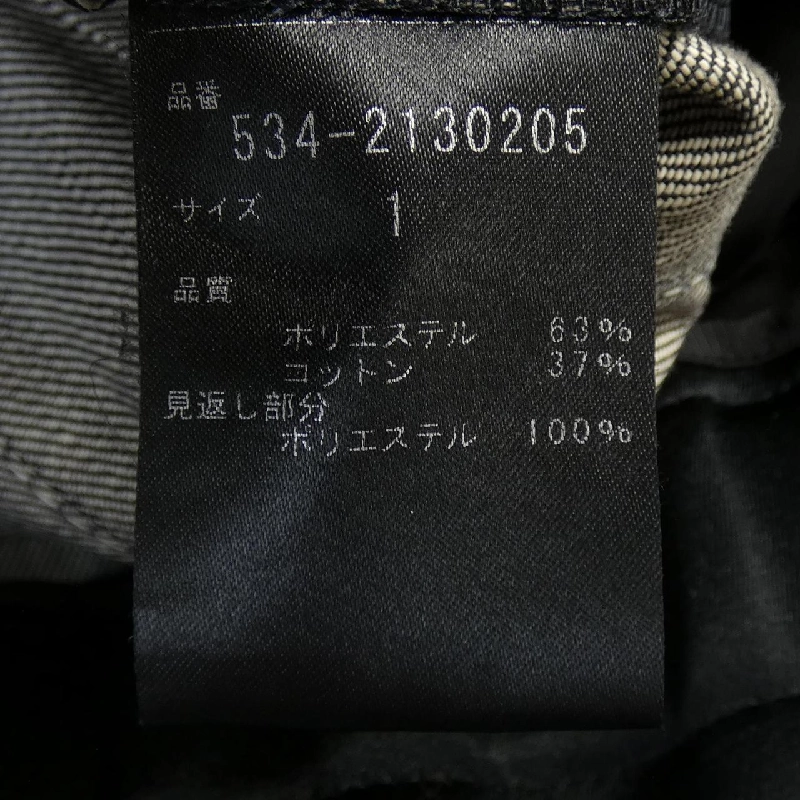 品番
534-2130205
サイズ 1
品質
ポリエステル 63%
コットン 37%
見返し部分
ポリエステル 100%